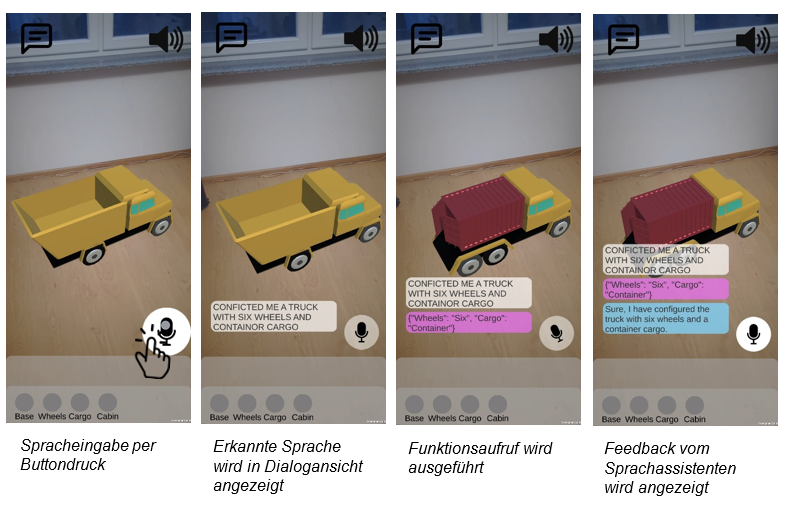 Base Wheels Cargo Cabin
Spracheingabe per
Buttondruck
CONFICTED ME A TRUCK
WITH SIX WHEELS AND
CONTAINOR CARGO
Base Wheels Cargo Cabin
Erkannte Sprache
wird in Dialogansicht
angezeigt
CONFICTED ME A TRUCK
WITH SIX WHEELS AND
CONTAINOR CARGO
{"Wheels": "Six", "Cargo":
"Container"}
Base Wheels Cargo Cabin
Funktionsaufruf wird
ausgeführt
CONFICTED ME A TRUCK
WITH SIX WHEELS AND
CONTAINOR CARGO
{"Wheels": "Six", "Cargo":
"Container"}
Sure, I have configured the
truck with six wheels and a
container cargo.
Base Wheels Cargo Cabin
Feedback vom
Sprachassistenten
wird angezeigt